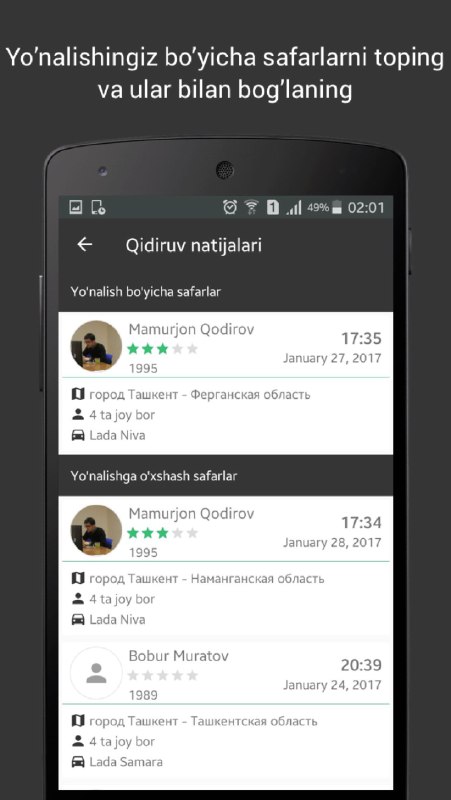 Yo’nalishingiz bo’yicha safarlarni toping
va ular bilan bog’laning
1 49% 02:01
Qidiruv natijalari
Yo'nalish bo'yicha safarlar
Mamurjon Qodirov
17:35
1995
January 27, 2017
город Ташкент - Ферганская область
4 ta joy bor
Lada Niva
Yo'nalishga o'xshash safarlar
Mamurjon Qodirov
17:34
1995
January 28, 2017
город Ташкент - Наманганская область
4 ta joy bor
Lada Niva
Bobur Muratov
20:39
1989
January 24, 2017
город Ташкент - Ташкентская область
4 ta joy bor
Lada Samara